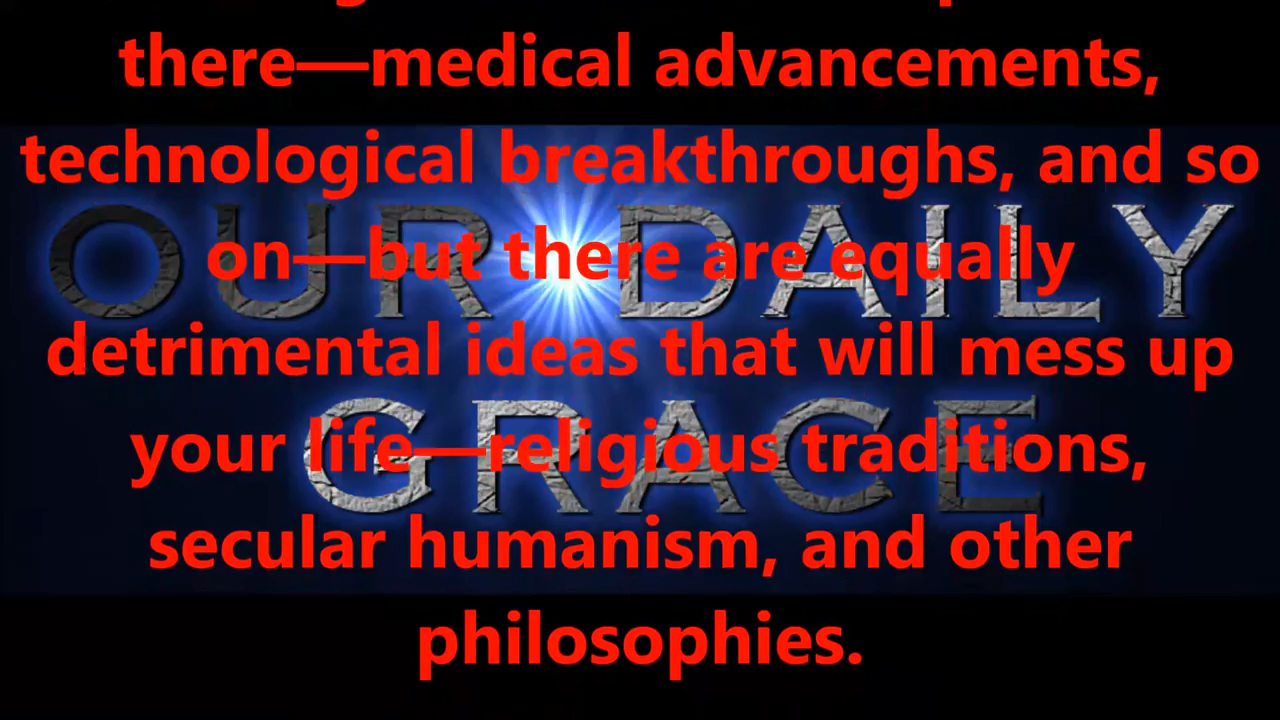 there—medical advancements,
technological breakthroughs, and so
OUR DAILY
on—but there are equally
detrimental ideas that will mess up
GRACE
your life—religious traditions,
secular humanism, and other
philosophies.